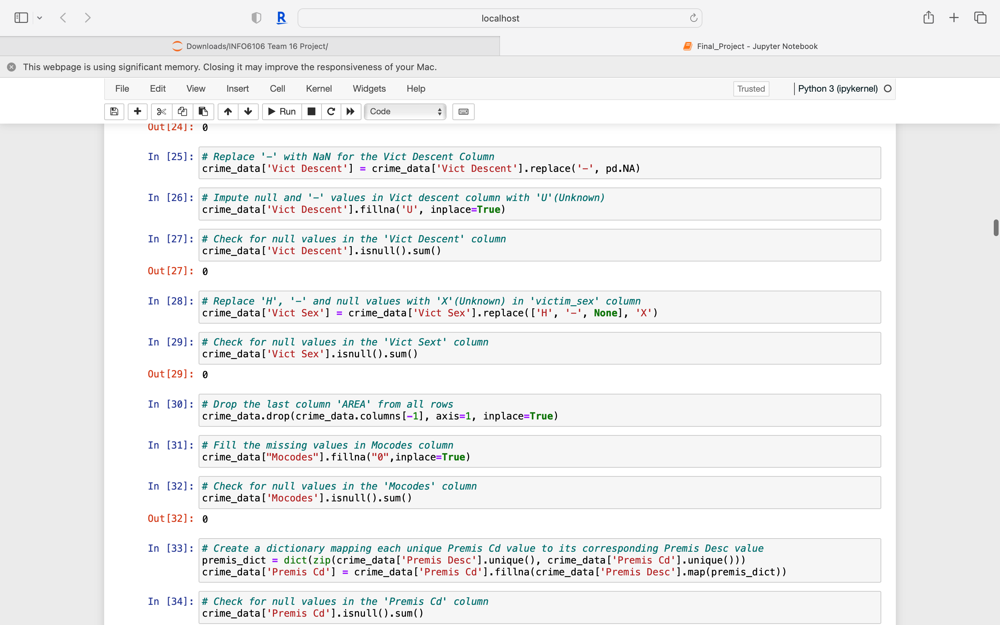 localhost
Downloads/INFO6106 Team 16 Project/
Final_Project - Jupyter Notebook
This webpage is using significant memory. Closing it may improve the responsiveness of your Mac.
File Edit View Insert Cell Kernel Widgets Help Trusted Python 3 (ipykernel)
Run Code
Out[24]: 0
In [25]: # Replace '-' with NaN for the Vict Descent Column
crime_data['Vict Descent'] = crime_data['Vict Descent'].replace('-', pd.NA)
In [26]: # Impute null and '-' values in Vict descent column with 'U'(Unknown)
crime_data['Vict Descent'].fillna('U', inplace=True)
In [27]: # Check for null values in the 'Vict Descent' column
crime_data['Vict Descent'].isnull().sum()
Out[27]: 0
In [28]: # Replace 'H', '-' and null values with 'X'(Unknown) in 'victim_sex' column
crime_data['Vict Sex'] = crime_data['Vict Sex'].replace(['H', '-', None], 'X')
In [29]: # Check for null values in the 'Vict Sext' column
crime_data['Vict Sex'].isnull().sum()
Out[29]: 0
In [30]: # Drop the last column 'AREA' from all rows
crime_data.drop(crime_data.columns[-1], axis=1, inplace=True)
In [31]: # Fill the missing values in Mocodes column
crime_data["Mocodes"].fillna("0",inplace=True)
In [32]: # Check for null values in the 'Mocodes' column
crime_data['Mocodes'].isnull().sum()
Out[32]: 0
In [33]: # Create a dictionary mapping each unique Premis Cd value to its corresponding Premis Desc value
premis_dict = dict(zip(crime_data['Premis Desc'].unique(), crime_data['Premis Cd'].unique()))
crime_data['Premis Cd'] = crime_data['Premis Cd'].fillna(crime_data['Premis Desc'].map(premis_dict))
In [34]: # Check for null values in the 'Premis Cd' column
crime_data['Premis Cd'].isnull().sum()